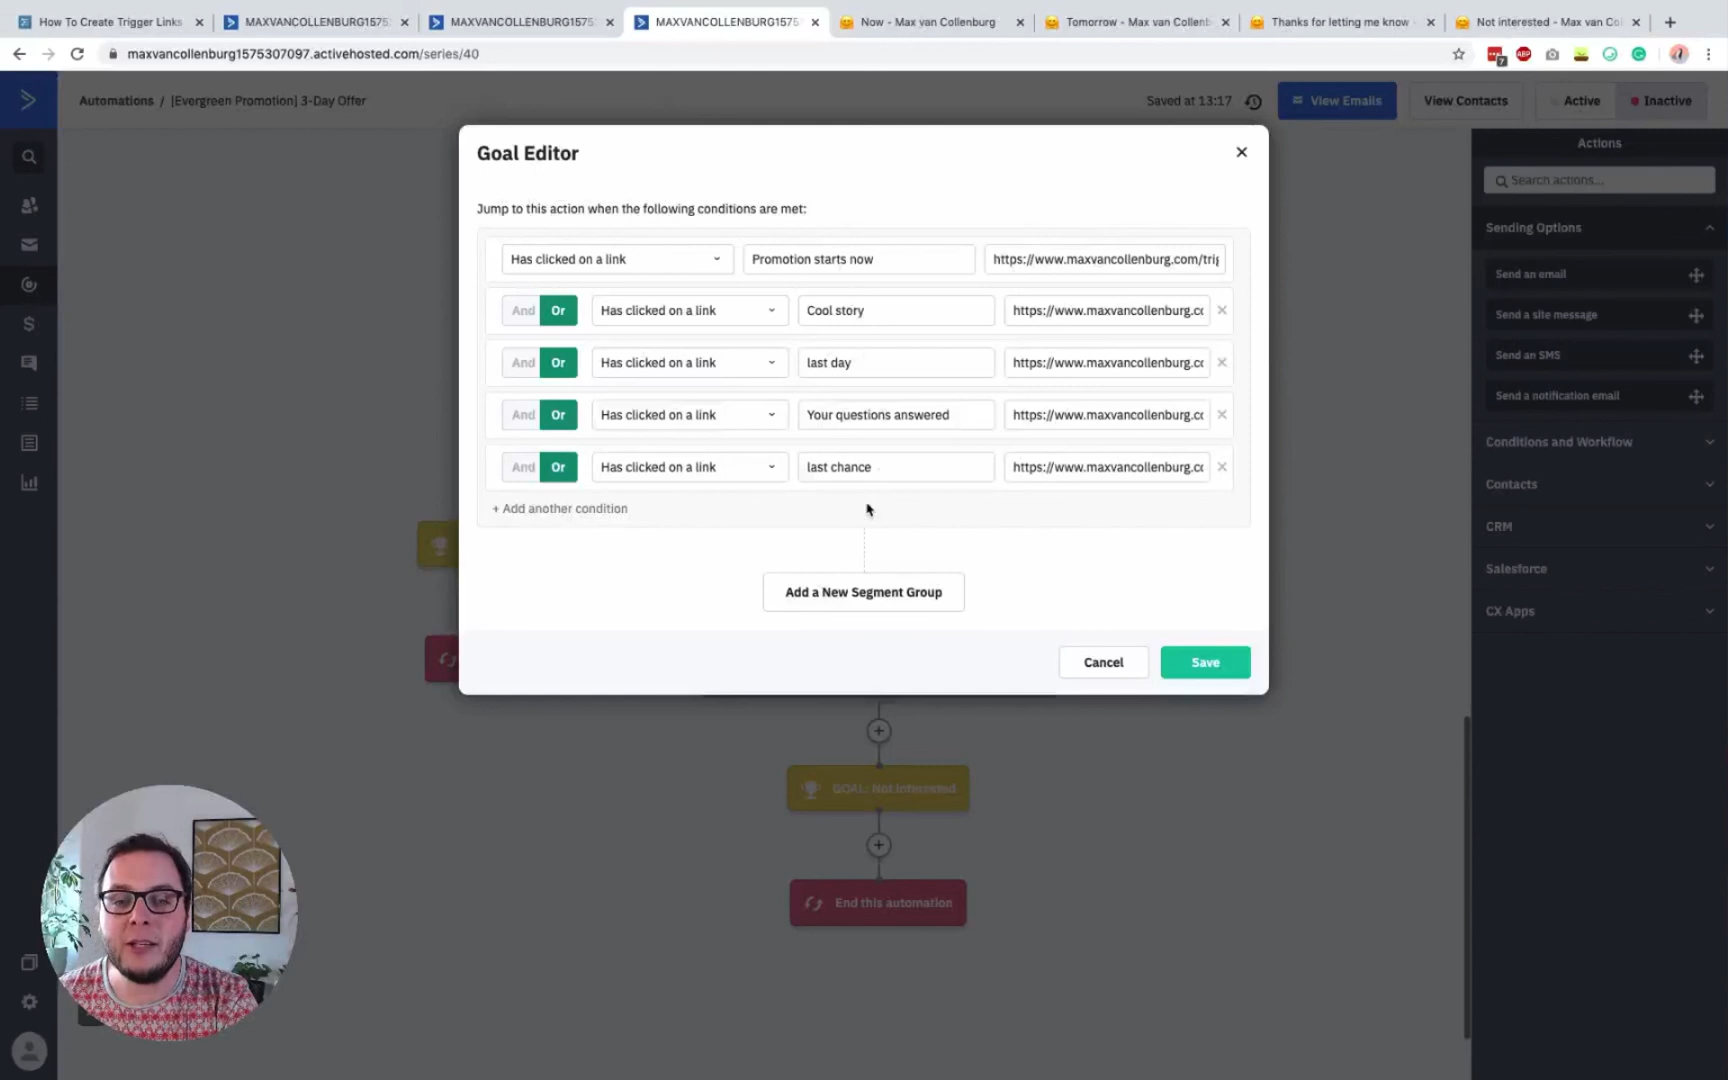 How To Create Trigger Links
MAXVANCOLLENBURG1575
MAXVANCOLLENBURG1575
MAXVANCOLLENBURG1575
Now - Max van Collenburg
Tomorrow - Max van Collenb
Thanks for letting me know -
Not interested - Max van Co
maxvancollenburg1575307097.activehosted.com/series/40
ABP
7
Automations / [Evergreen Promotion] 3-Day Offer
Saved at 13:17
View Emails
View Contacts
Active
Inactive
Goal Editor
Jump to this action when the following conditions are met:
Has clicked on a link Promotion starts now https://www.maxvancollenburg.com/trig
And Or Has clicked on a link Cool story https://www.maxvancollenburg.cc
And Or Has clicked on a link last day https://www.maxvancollenburg.cc
And Or Has clicked on a link Your questions answered https://www.maxvancollenburg.cc
And Or Has clicked on a link last chance https://www.maxvancollenburg.cc
+ Add another condition
Add a New Segment Group
Cancel
Save
GOAL: Not interested
End this automation
Actions
Search actions...
Sending Options
Send an email
Send a site message
Send an SMS
Send a notification email
Conditions and Workflow
Contacts
CRM
Salesforce
CX Apps